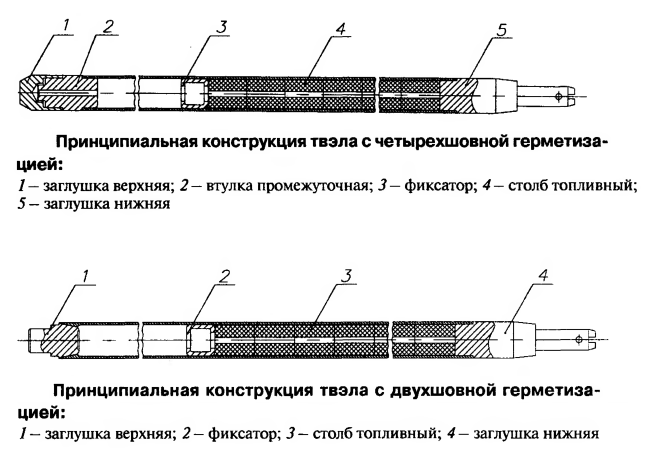 1 2 3 4 5
Принципиальная конструкция твэла с четырехшовной герметиза-
цией:
1 – заглушка верхняя; 2 – втулка промежуточная; 3 – фиксатор; 4 – столб топливный;
5 – заглушка нижняя
1 2 3 4
Принципиальная конструкция твэла с двухшовной герметиза-
цией:
1 – заглушка верхняя; 2 – фиксатор; 3 – столб топливный; 4 – заглушка нижняя